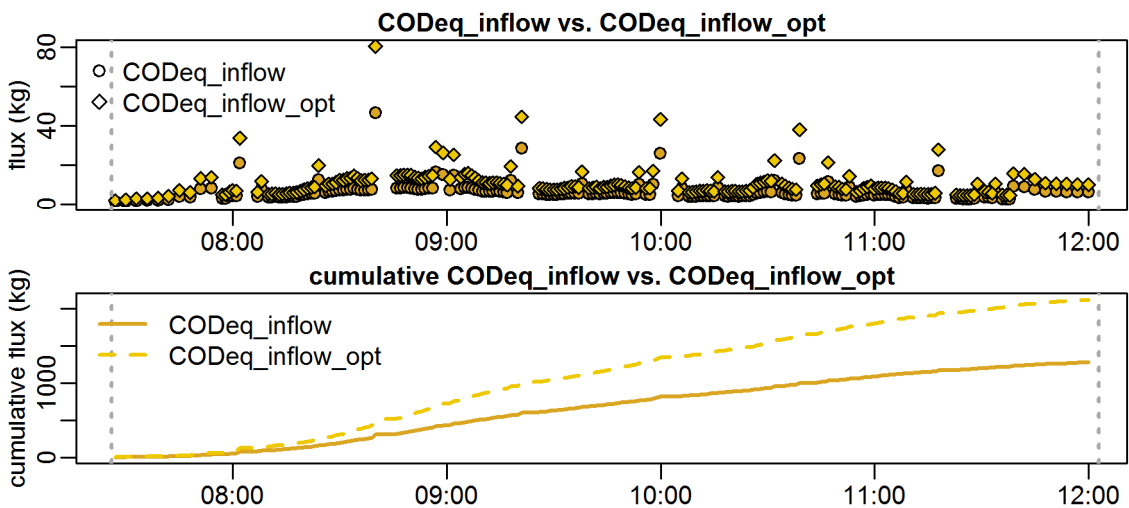 CODeq_inflow vs. CODeq_inflow_opt
flux (kg)
80
40
0
CODeq_inflow
CODeq_inflow_opt
08:00 09:00 10:00 11:00 12:00
cumulative CODeq_inflow vs. CODeq_inflow_opt
cumulative flux (kg)
1000
0
CODeq_inflow
CODeq_inflow_opt
08:00 09:00 10:00 11:00 12:00